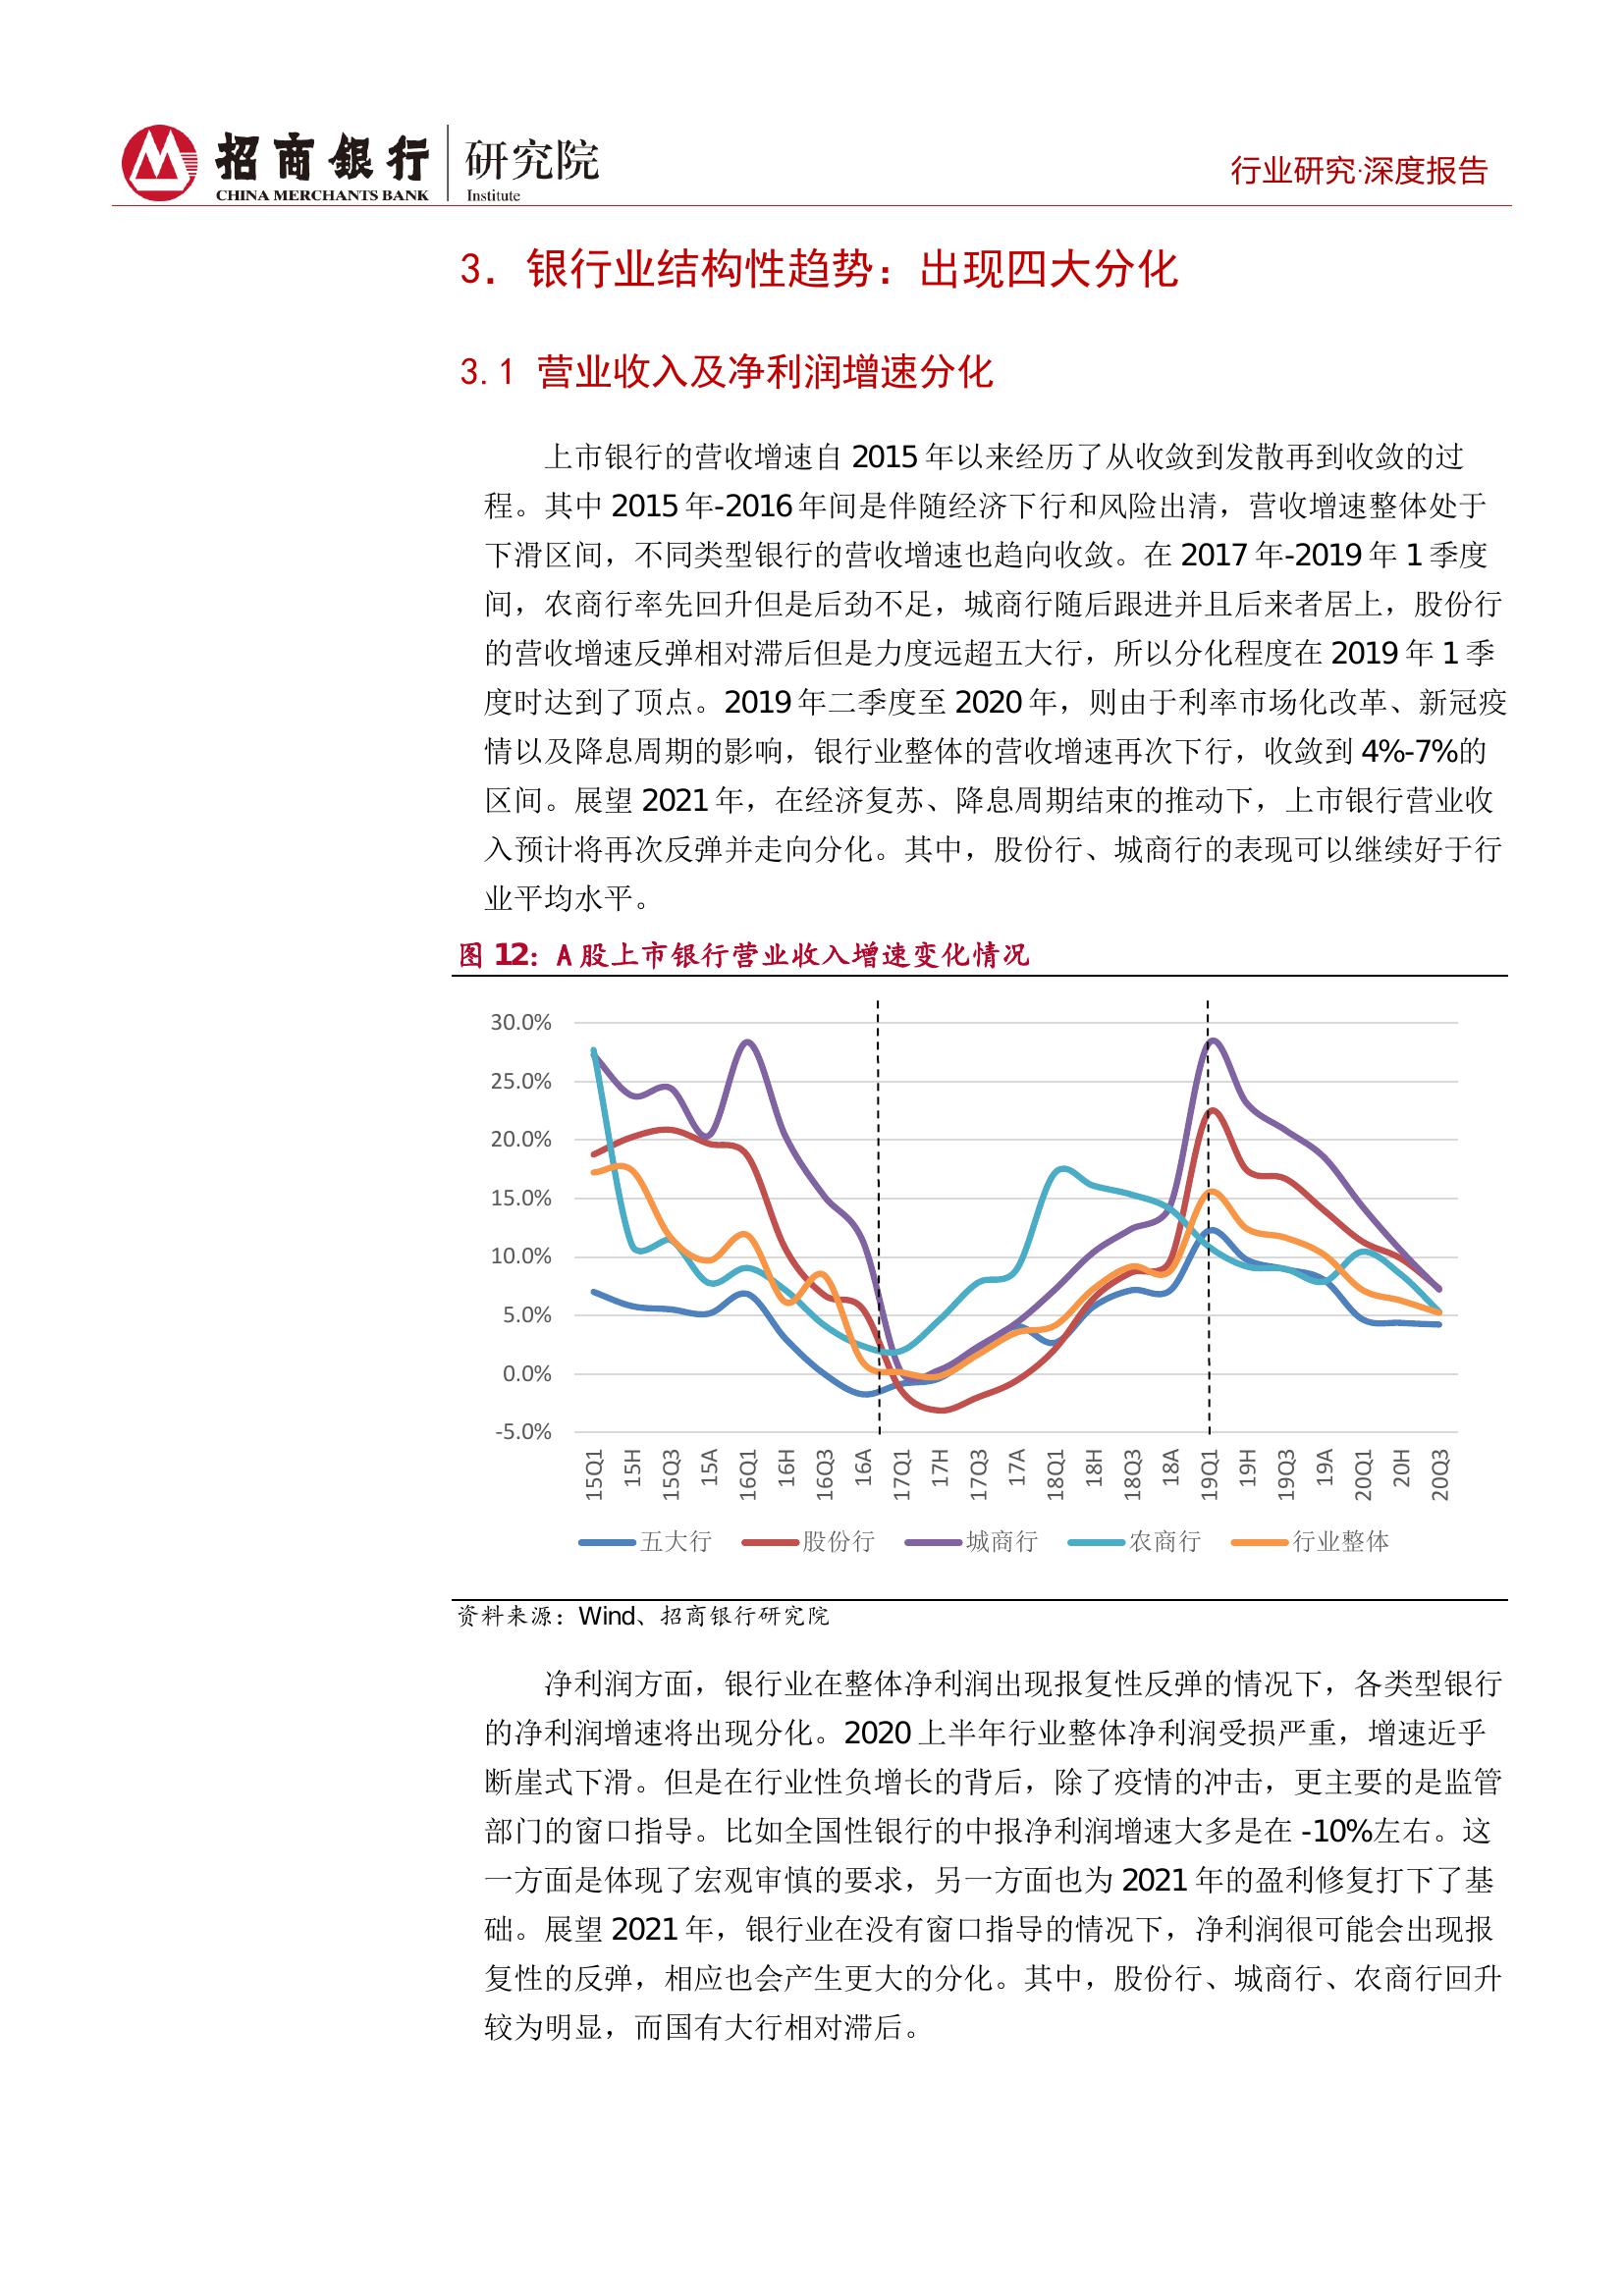 招商银行
CHINA MERCHANTS BANK
研究院
Institute
行业研究·深度报告
3. 银行业结构性趋势：出现四大分化
3.1 营业收入及净利润增速分化
上市银行的营收增速自 2015 年以来经历了从收敛到发散再到收敛的过
程。其中 2015 年-2016 年间是伴随经济下行和风险出清，营收增速整体处于
下滑区间，不同类型银行的营收增速也趋向收敛。在 2017 年-2019 年 1 季度
间，农商行率先回升但是后劲不足，城商行随后跟进并且后来者居上，股份行
的营收增速反弹相对滞后但是力度远超五大行，所以分化程度在 2019 年 1 季
度时达到了顶点。2019 年二季度至 2020 年，则由于利率市场化改革、新冠疫
情以及降息周期的影响，银行业整体的营收增速再次下行，收敛到 4%-7%的
区间。展望 2021 年，在经济复苏、降息周期结束的推动下，上市银行营业收
入预计将再次反弹并走向分化。其中，股份行、城商行的表现可以继续好于行
业平均水平。
图 12：A 股上市银行营业收入增速变化情况
30.0%
25.0%
20.0%
15.0%
10.0%
5.0%
0.0%
-5.0%
15Q1 15H 15Q3 15A 16Q1 16H 16Q3 16A 17Q1 17H 17Q3 17A 18Q1 18H 18Q3 18A 19Q1 19H 19Q3 19A 20Q1 20H 20Q3
五大行 股份行 城商行 农商行 行业整体
资料来源：Wind、招商银行研究院
净利润方面，银行业在整体净利润出现报复性反弹的情况下，各类型银行
的净利润增速将出现分化。2020 上半年行业整体净利润受损严重，增速近乎
断崖式下滑。但是在行业性负增长的背后，除了疫情的冲击，更主要的是监管
部门的窗口指导。比如全国性银行的中报净利润增速大多是在 -10%左右。这
一方面是体现了宏观审慎的要求，另一方面也为 2021 年的盈利修复打下了基
础。展望 2021 年，银行业在没有窗口指导的情况下，净利润很可能会出现报
复性的反弹，相应也会产生更大的分化。其中，股份行、城商行、农商行回升
较为明显，而国有大行相对滞后。